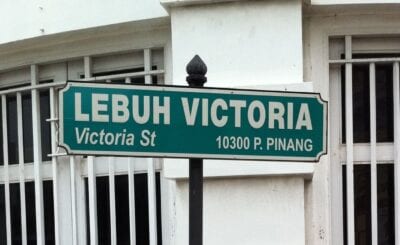 LEBUH VICTORIA
Victoria St 10300 P. PINANG